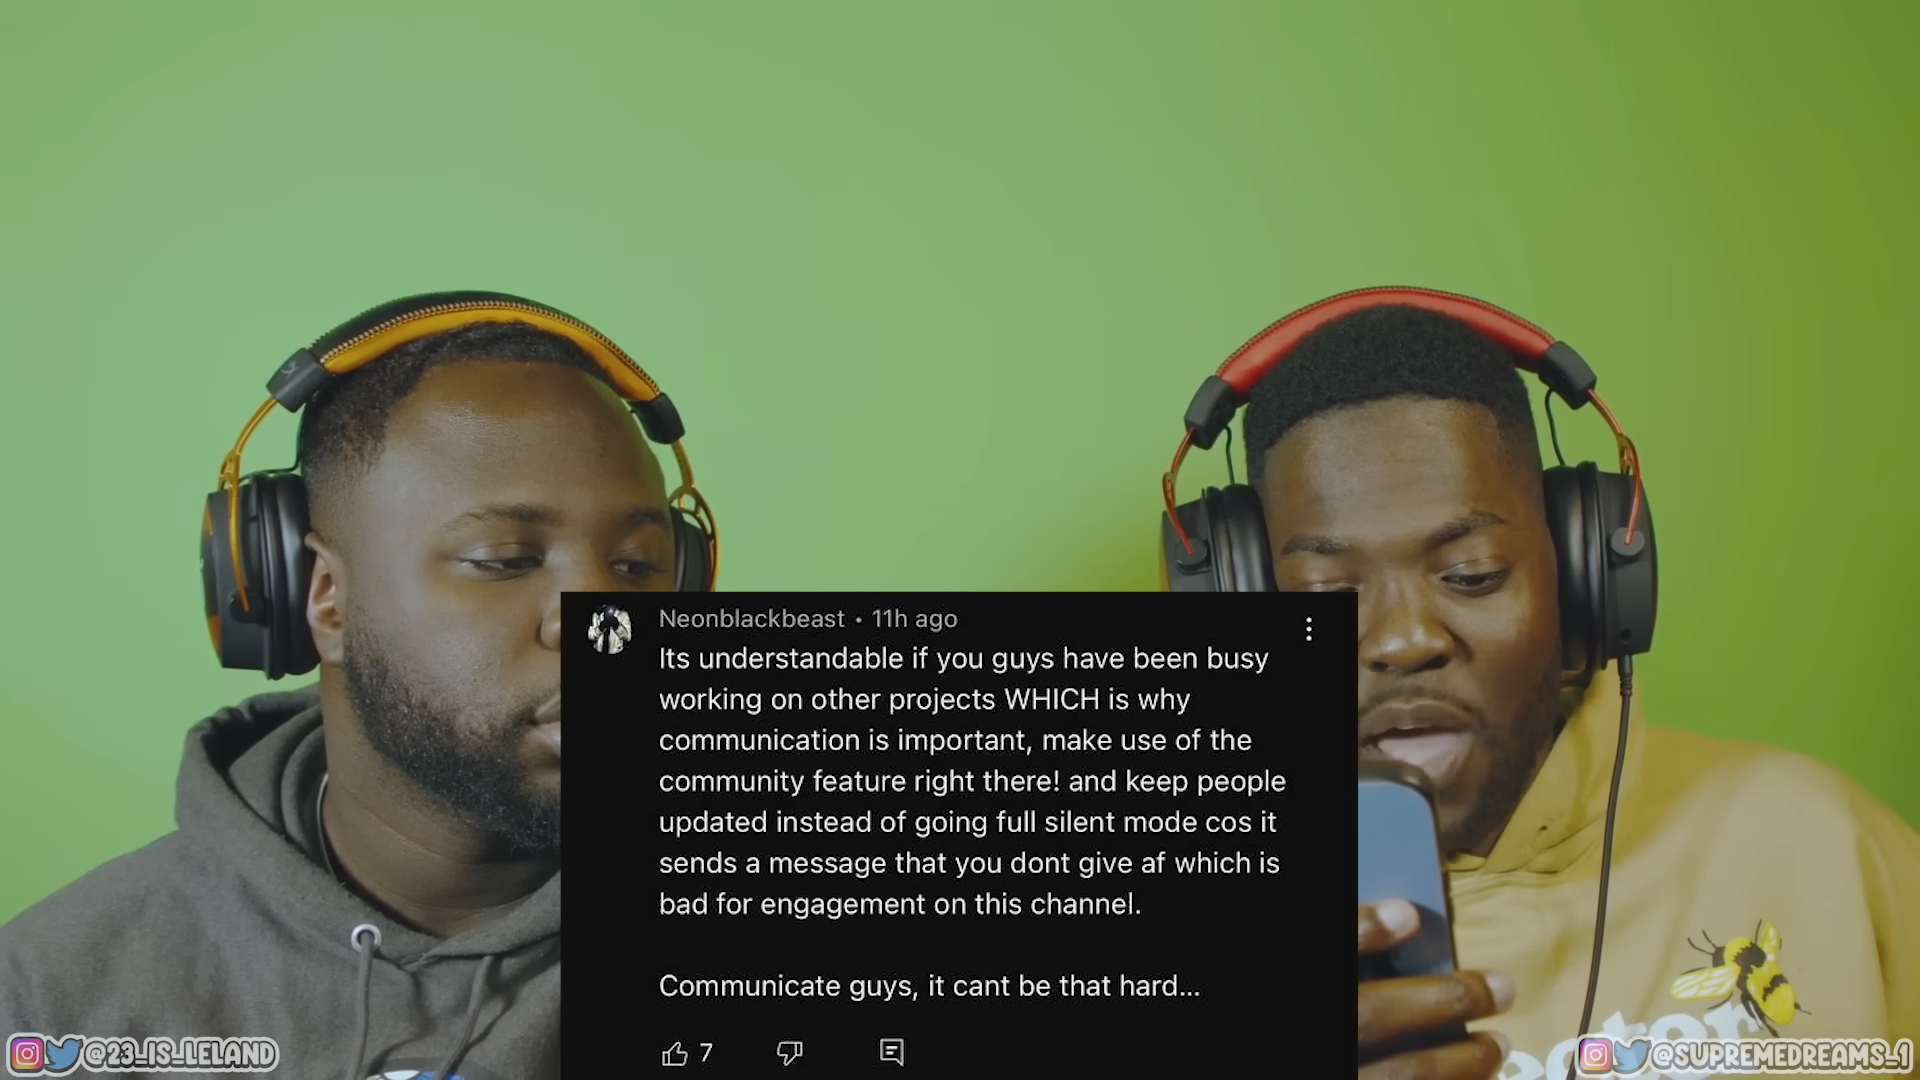 Neonblackbeast • 11h ago
Its understandable if you guys have been busy
working on other projects WHICH is why
communication is important, make use of the
community feature right there! and keep people
updated instead of going full silent mode cos it
sends a message that you dont give af which is
bad for engagement on this channel.
Communicate guys, it cant be that hard...
7
@23_IS_LELAND
@SUPREMEDREAMS_1